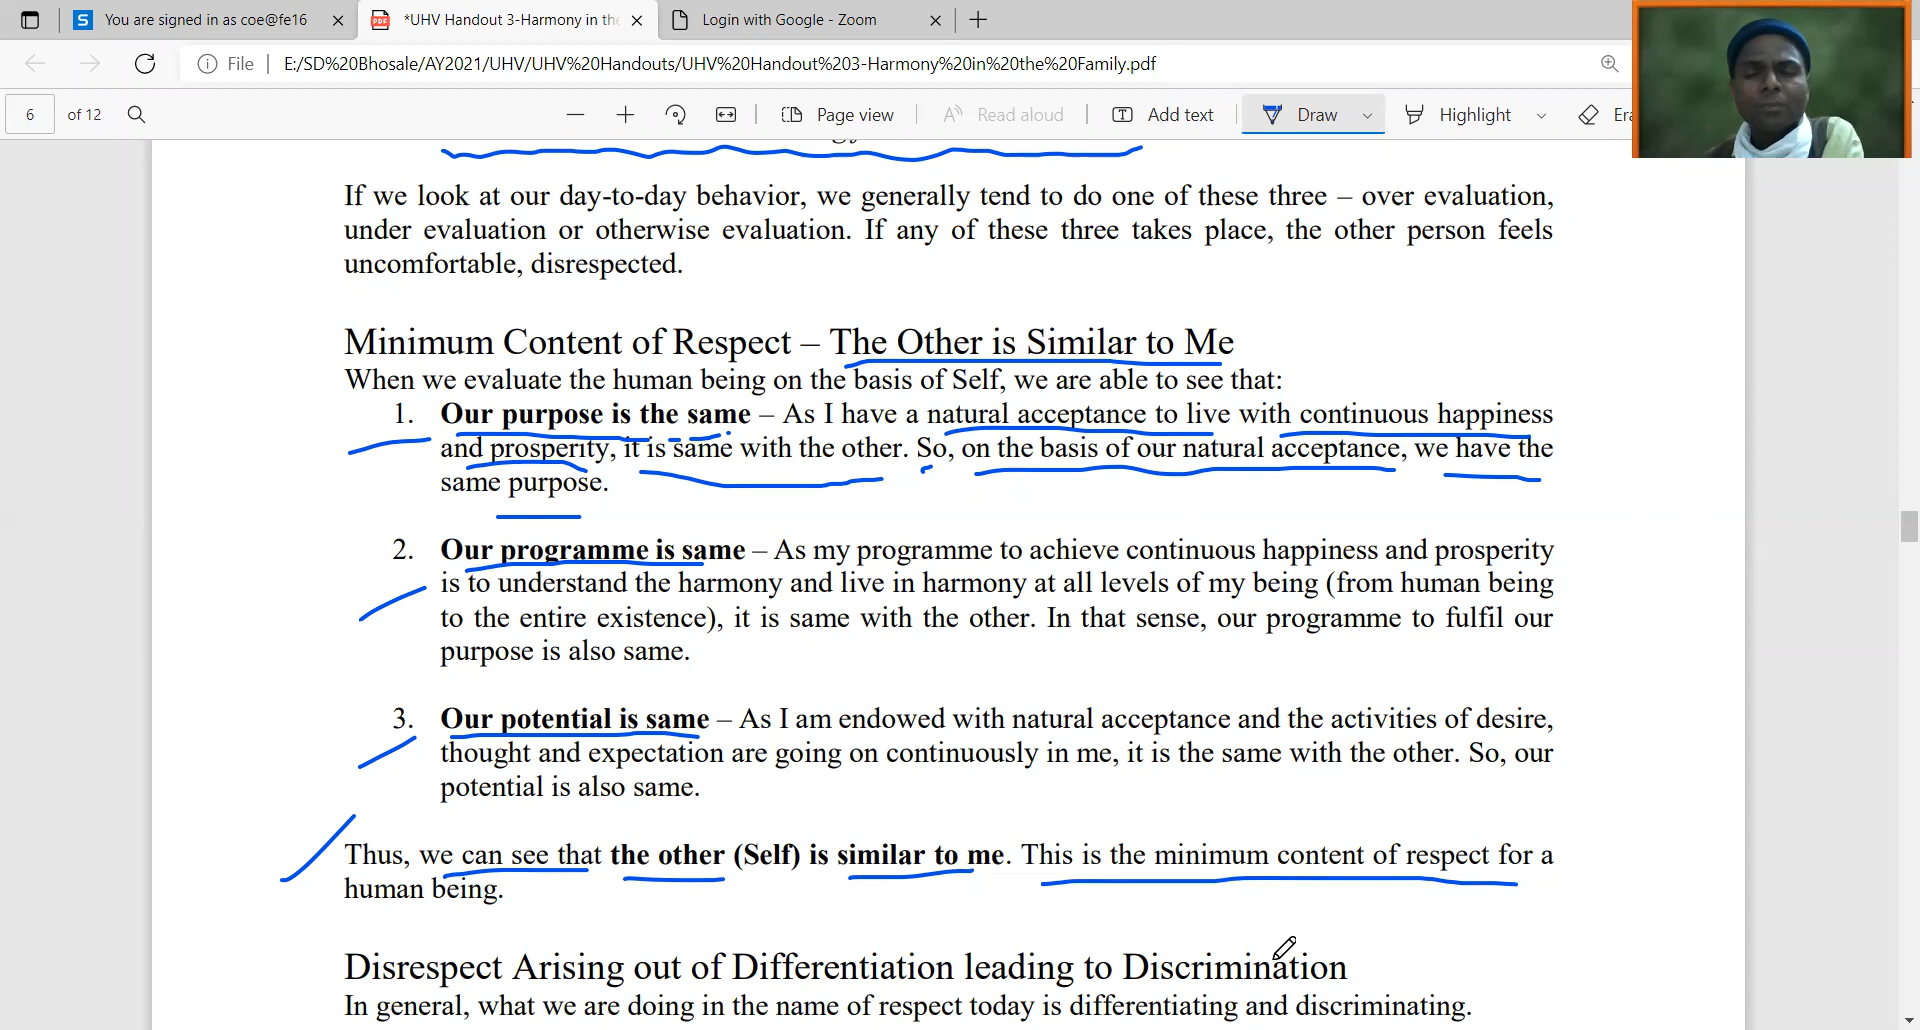 You are signed in as coe@fe16
*UHV Handout 3-Harmony in the
Login with Google - Zoom
File
E:/SD%20Bhosale/AY2021/UHV/UHV%20Handouts/UHV%20Handout%203-Harmony%20in%20the%20Family.pdf
6 of 12
Page view
Read aloud
Add text
Draw
Highlight
If we look at our day-to-day behavior, we generally tend to do one of these three – over evaluation,
under evaluation or otherwise evaluation. If any of these three takes place, the other person feels
uncomfortable, disrespected.
Minimum Content of Respect – The Other is Similar to Me
When we evaluate the human being on the basis of Self, we are able to see that:
1. Our purpose is the same – As I have a natural acceptance to live with continuous happiness
and prosperity, it is same with the other. So, on the basis of our natural acceptance, we have the
same purpose.
2. Our programme is same – As my programme to achieve continuous happiness and prosperity
is to understand the harmony and live in harmony at all levels of my being (from human being
to the entire existence), it is same with the other. In that sense, our programme to fulfil our
purpose is also same.
3. Our potential is same – As I am endowed with natural acceptance and the activities of desire,
thought and expectation are going on continuously in me, it is the same with the other. So, our
potential is also same.
Thus, we can see that the other (Self) is similar to me. This is the minimum content of respect for a
human being.
Disrespect Arising out of Differentiation leading to Discrimination
In general, what we are doing in the name of respect today is differentiating and discriminating.